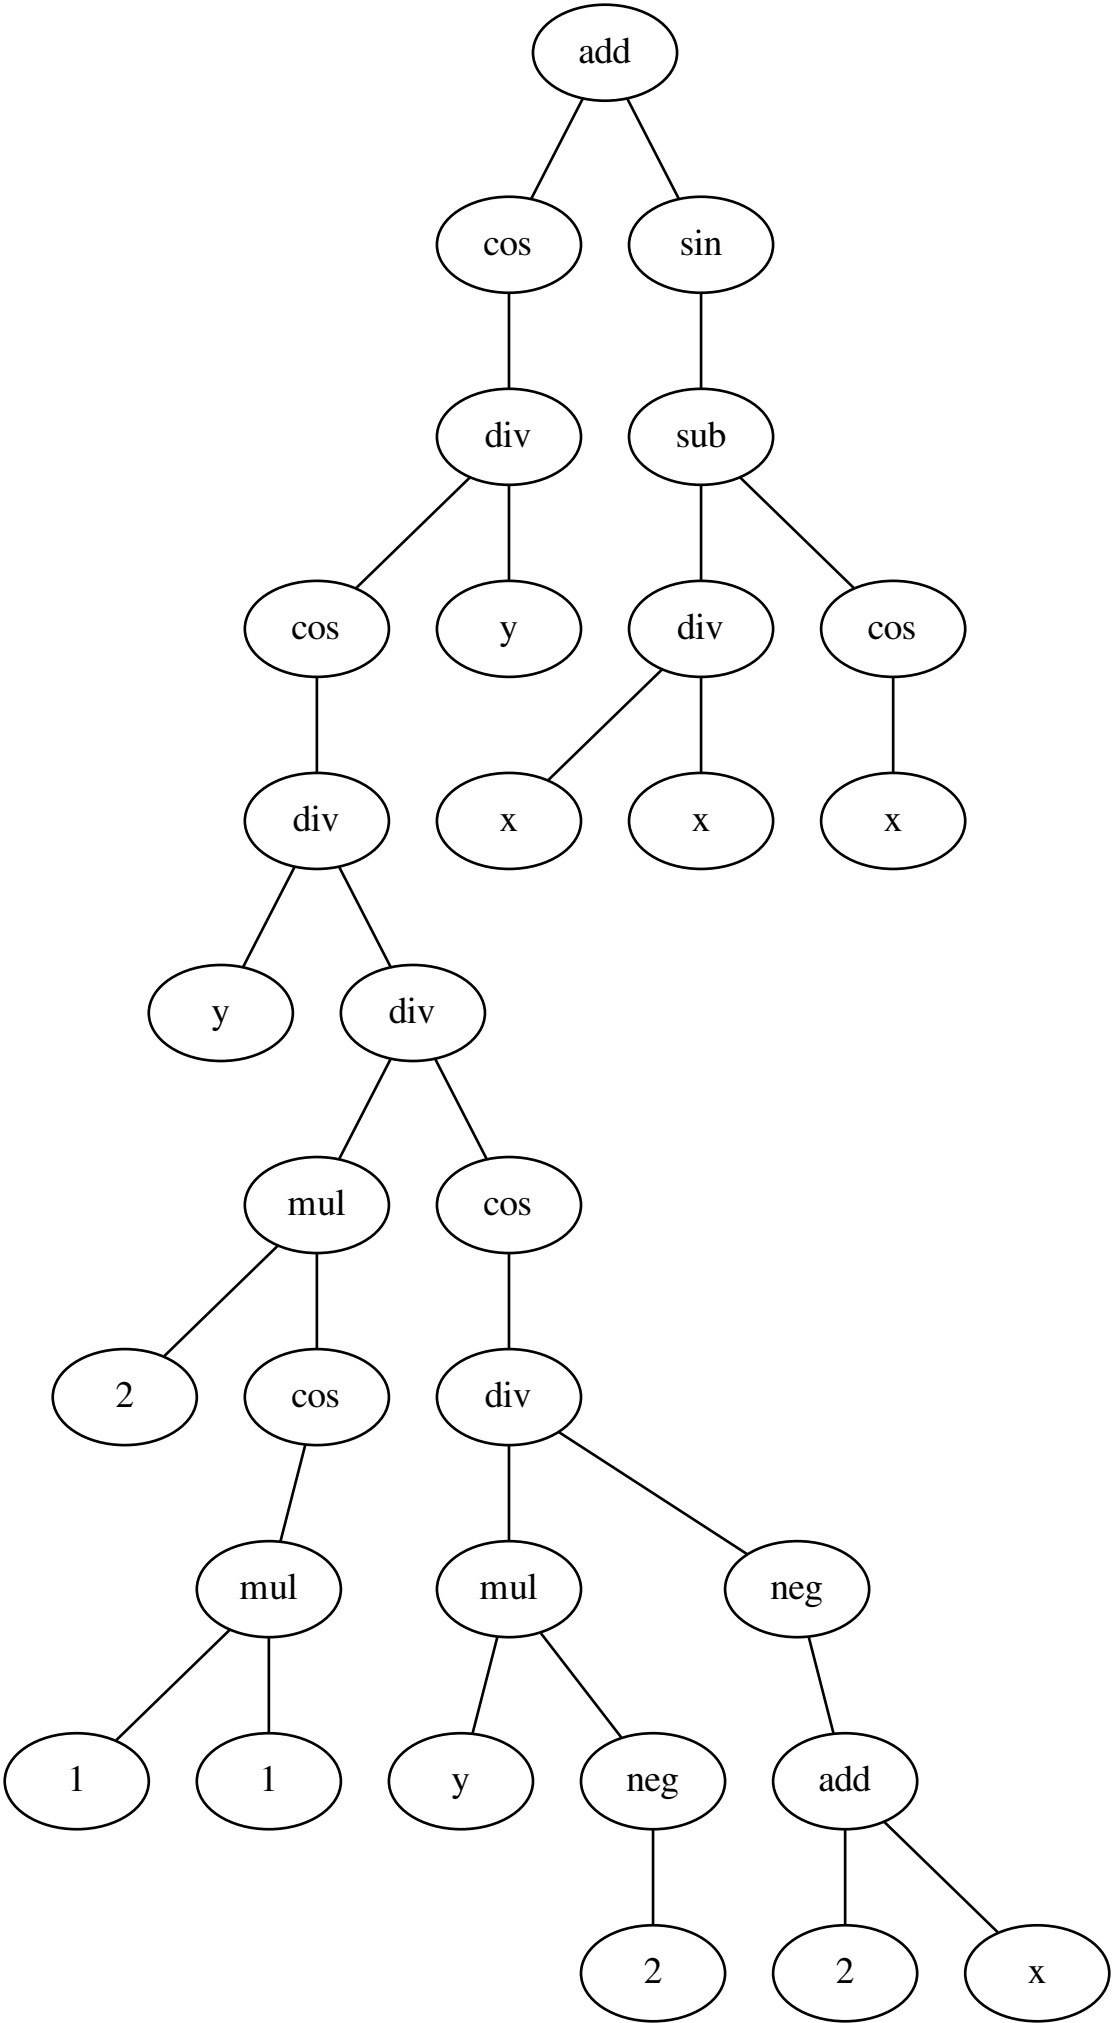 add
cos sin
div sub
cos y div cos
div x x x
y div
mul cos
2 cos div
mul mul neg
1 1 y neg add
2 2 x